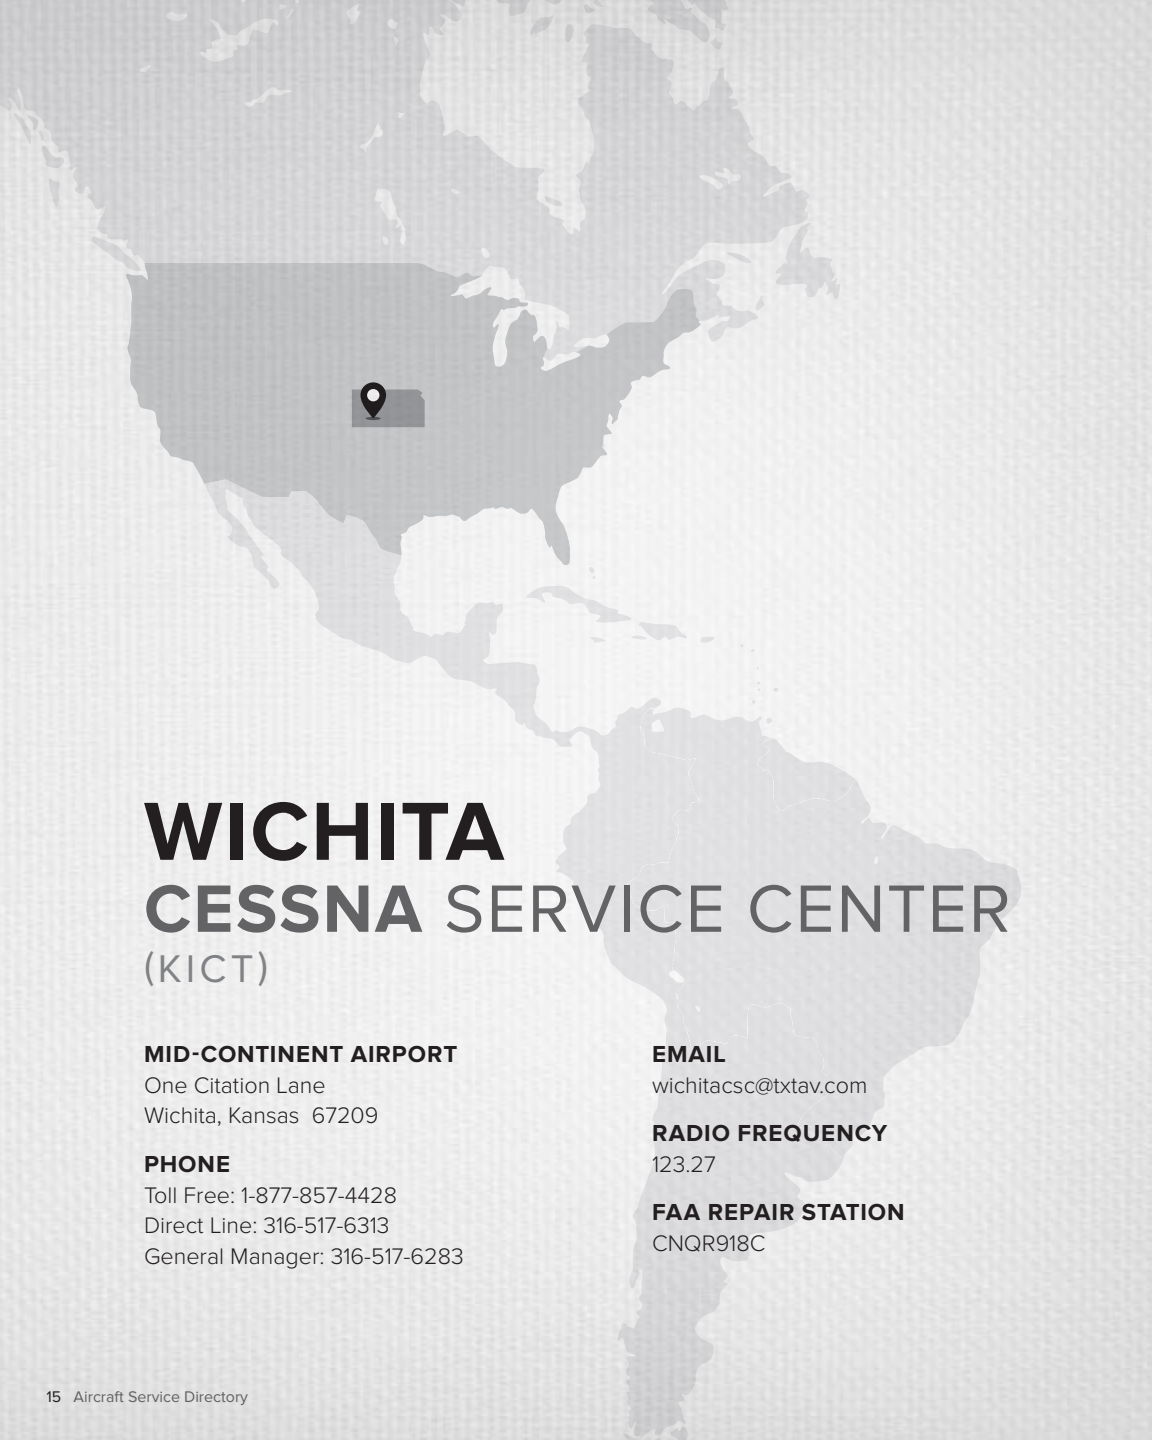 WICHITA
CESSNA SERVICE CENTER
(KICT)
MID-CONTINENT AIRPORT
One Citation Lane
Wichita, Kansas  67209
PHONE
Toll Free: 1-877-857-4428
Direct Line: 316-517-6313
General Manager: 316-517-6283
EMAIL
wichitacsc@txtav.com
RADIO FREQUENCY
123.27
FAA REPAIR STATION
CNQR918C
15 Aircraft Service Directory